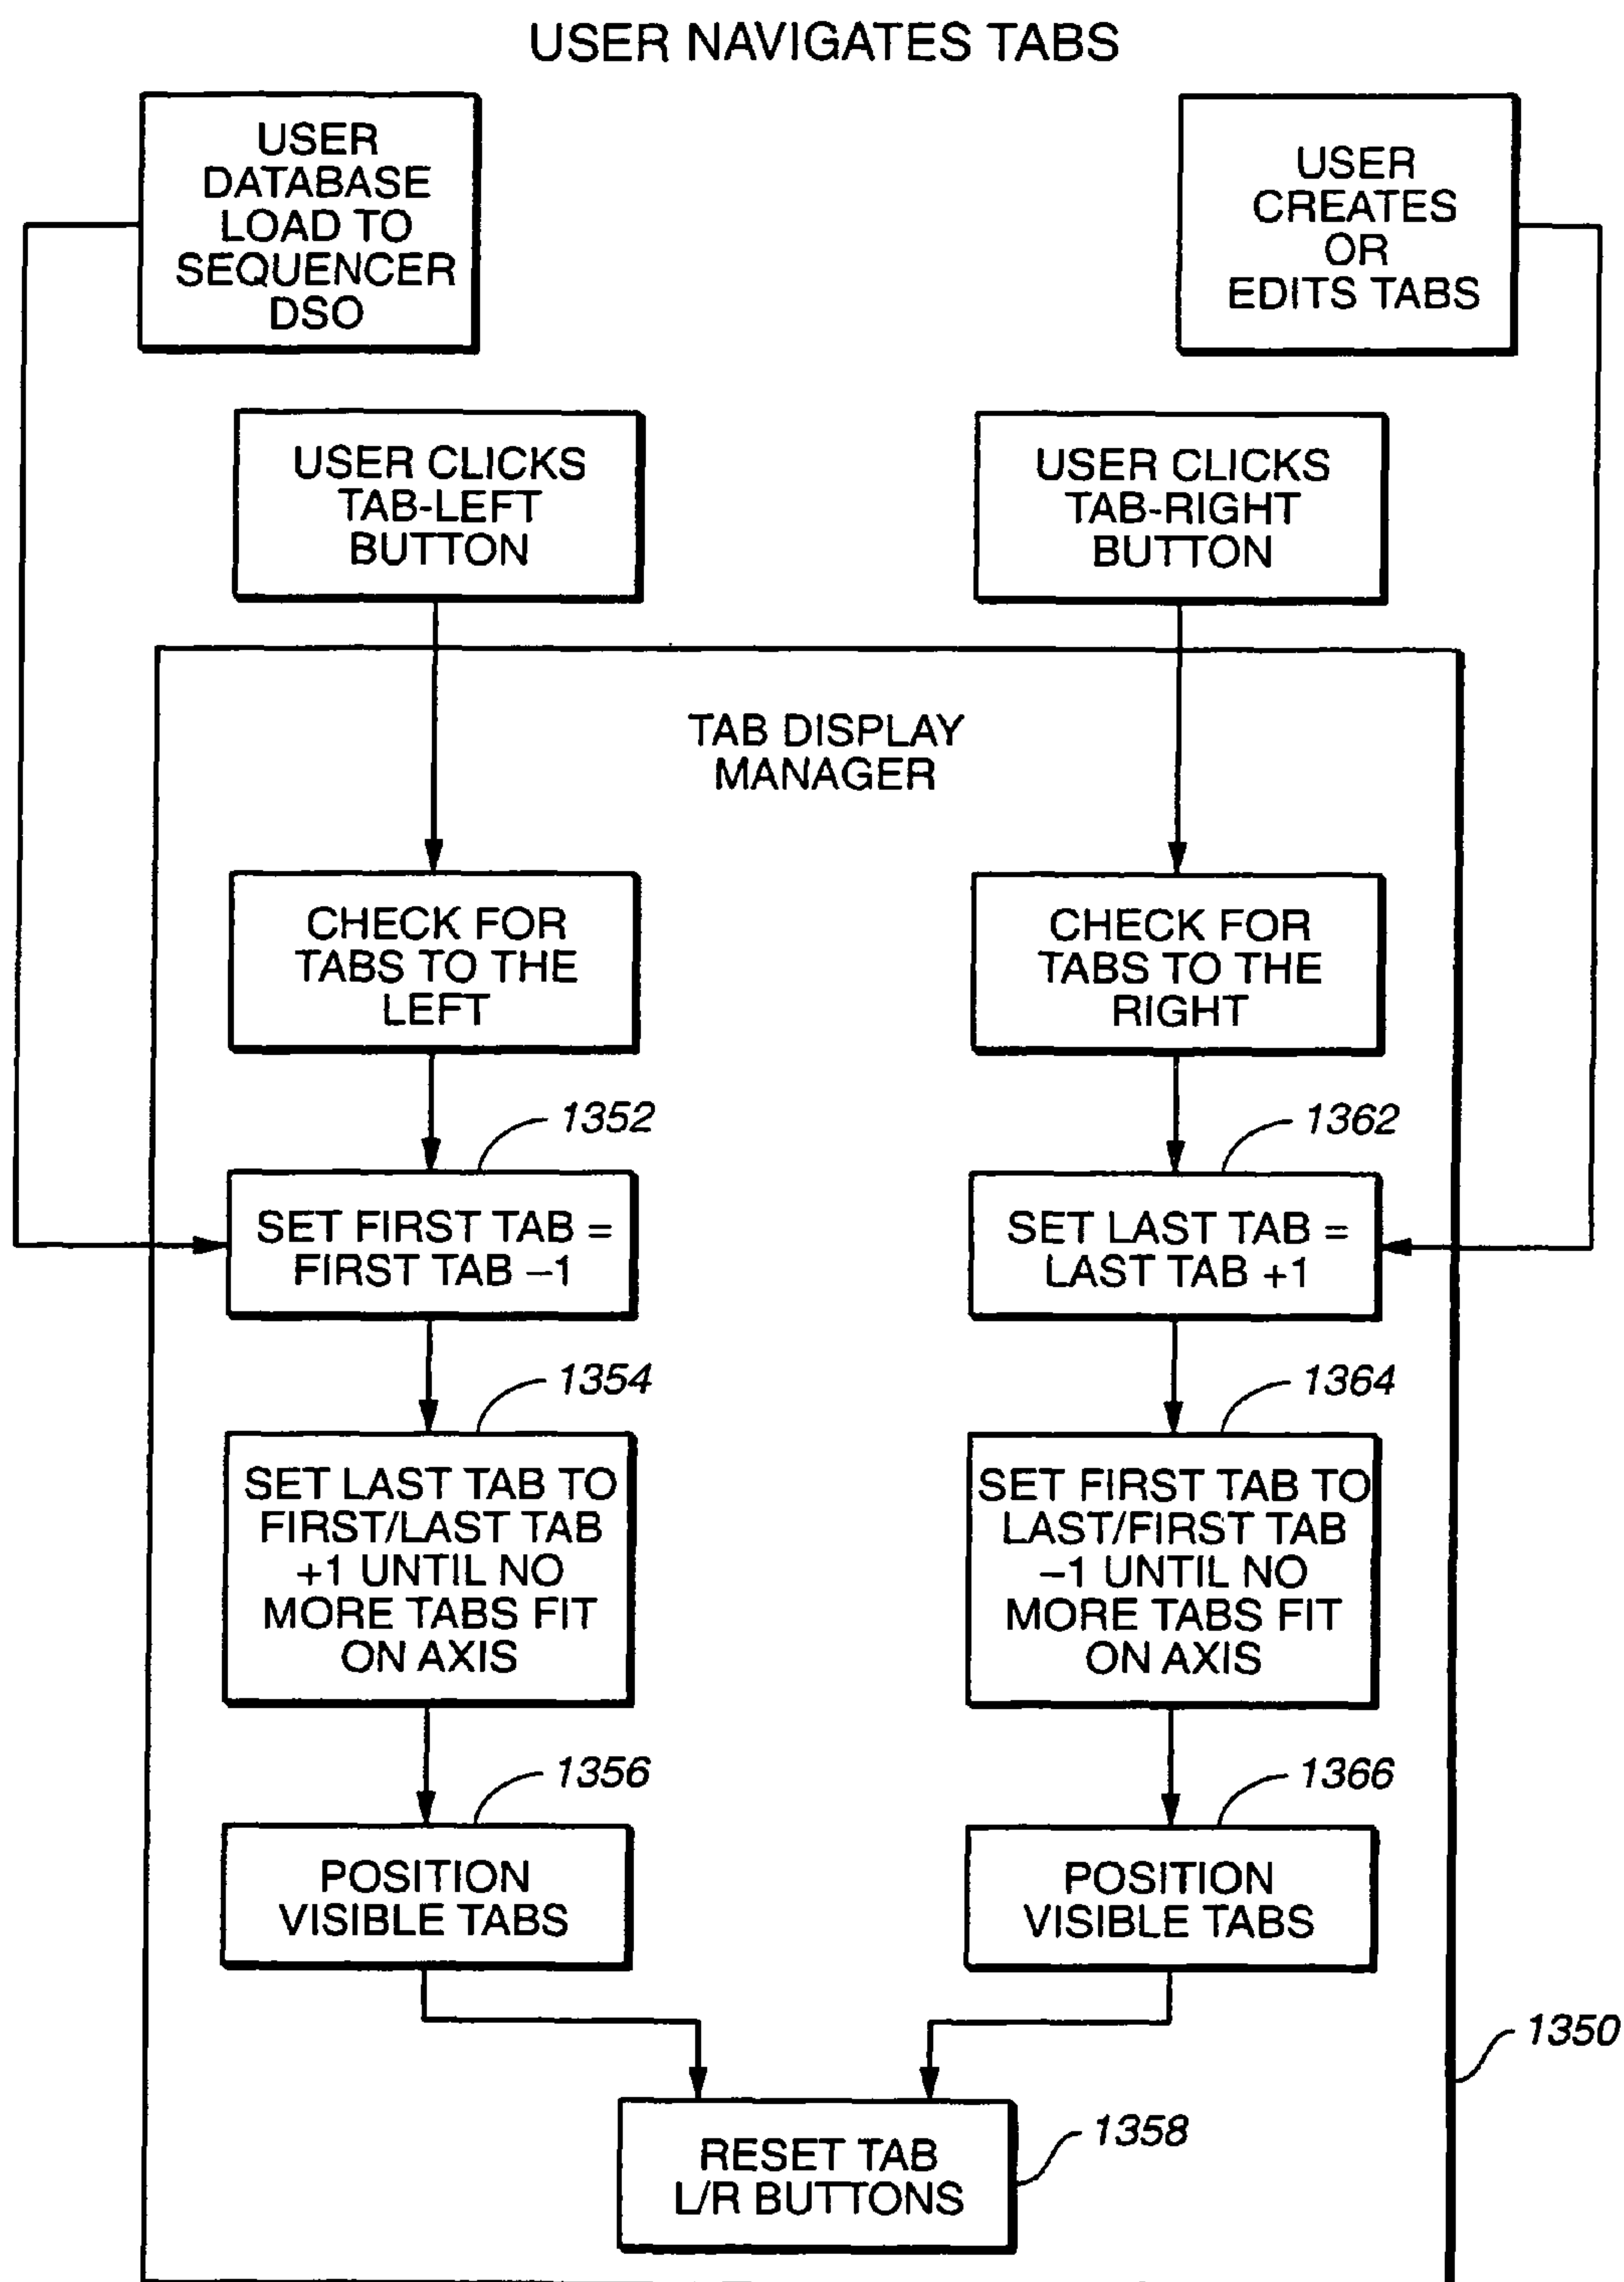 USER NAVIGATES TABS
USER
DATABASE
LOAD TO
SEQUENCER
DSO
USER
CREATES
OR
EDITS TABS
USER CLICKS
TAB-LEFT
BUTTON
USER CLICKS
TAB-RIGHT
BUTTON
TAB DISPLAY
MANAGER
CHECK FOR
TABS TO THE
LEFT
CHECK FOR
TABS TO THE
RIGHT
1352
SET FIRST TAB =
FIRST TAB –1
1362
SET LAST TAB =
LAST TAB +1
1354
SET LAST TAB TO
FIRST/LAST TAB
+1 UNTIL NO
MORE TABS FIT
ON AXIS
1364
SET FIRST TAB TO
LAST/FIRST TAB
–1 UNTIL NO
MORE TABS FIT
ON AXIS
1356
POSITION
VISIBLE TABS
1366
POSITION
VISIBLE TABS
1350
RESET TAB
L/R BUTTONS
1358